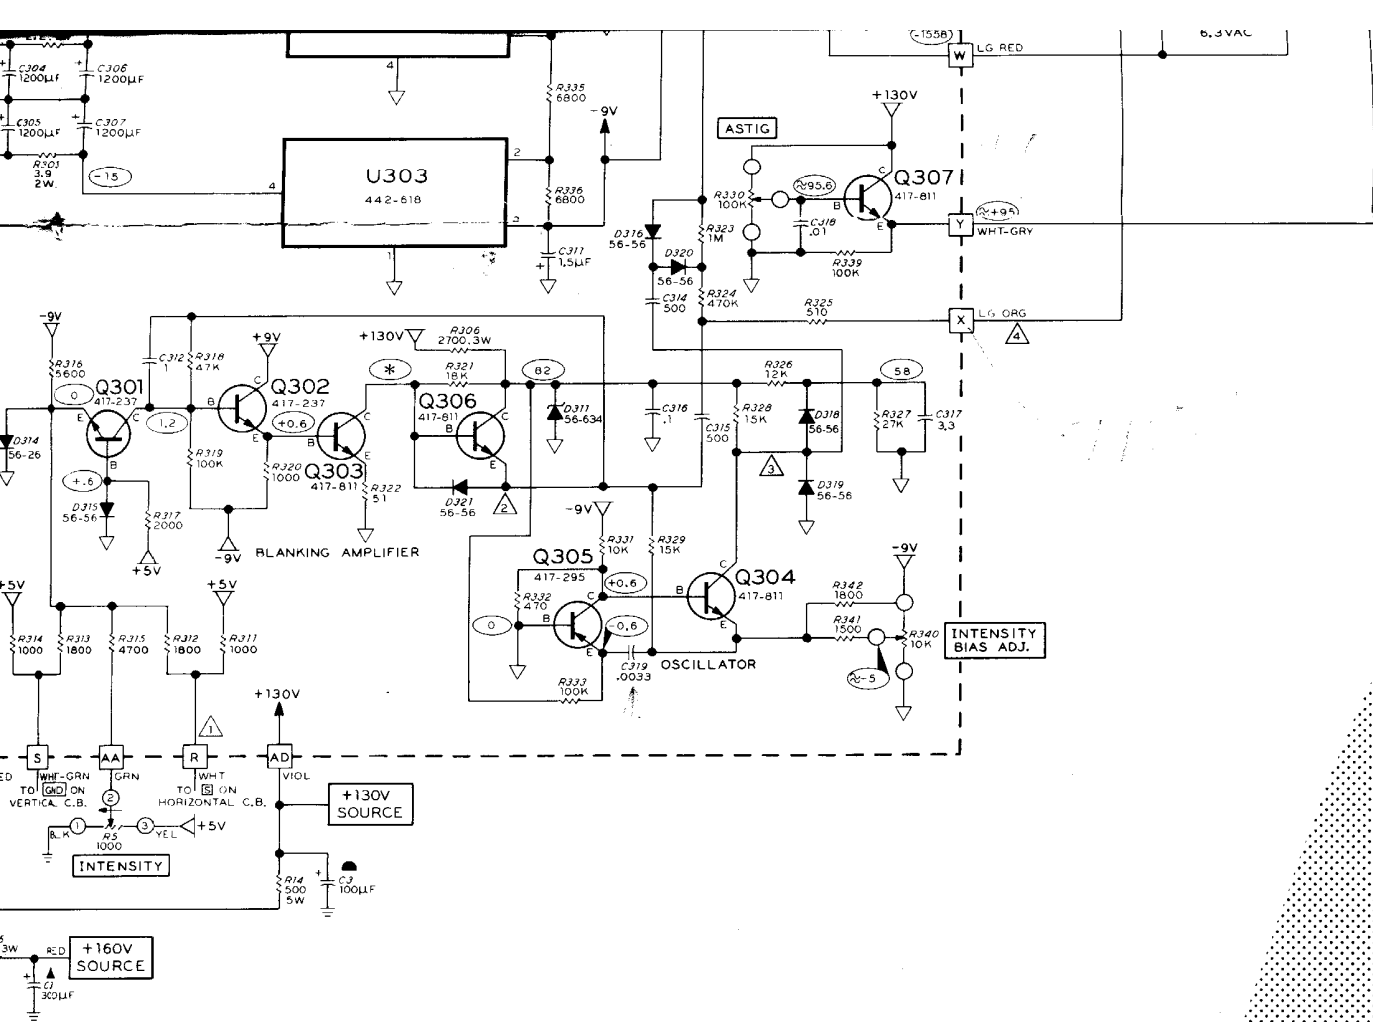 -1558
6.3VAC
W
LG RED
C304
1200µF
C306
1200µF
4
R335
6800
-9V
+130V
ASTIG
C305
1200µF
C307
1200µF
R305
3.9
2W.
-15
4
U303
442-618
2
3
1
R336
6800
C311
1.5µF
R330
100K
≈95.6
B
C
E
Q307
417-811
C318
.01
R339
100K
≈+95
Y
WHT-GRY
D316
56-56
R323
1M
D320
56-56
C314
500
R324
470K
R325
510
X
LG ORG
4
-9V
R316
5600
0
Q301
417-237
E
C
B
C312
.1
R318
47K
+9V
C
B
E
Q302
417-237
1.2
+0.6
R319
100K
R320
1000
+130V
R306
2700.3W
*
R321
18K
82
Q306
417-811
C
B
E
D311
56-634
C316
.1
C315
500
R326
12K
R328
15K
D318
56-56
58
R327
27K
C317
3.3
D314
56-26
+.6
D315
56-56
R317
2000
+5V
-9V
B
C
E
Q303
417-811
R322
51
BLANKING AMPLIFIER
D321
56-56
2
3
D319
56-56
-9V
R331
10K
R329
15K
Q305
417-295
C
B
E
+0.6
R332
470
0
-0.6
C319
.0033
R333
100K
OSCILLATOR
B
C
E
Q304
417-811
-9V
R342
1800
R341
1500
R340
10K
≈-5
INTENSITY
BIAS ADJ.
+5V
R314
1000
R313
1800
R315
4700
R312
1800
+5V
R311
1000
1
+130V
S
AA
R
AD
ED
WHT-GRN
TO GND ON
VERTICAL C.B.
GRN
WHT
TO S ON
HORIZONTAL C.B.
VIOL
+130V
SOURCE
2
BLK
1
R5
1000
3
YEL
+5V
INTENSITY
R14
500
5W
C3
100µF
3W
RED
+160V
SOURCE
C1
300µF